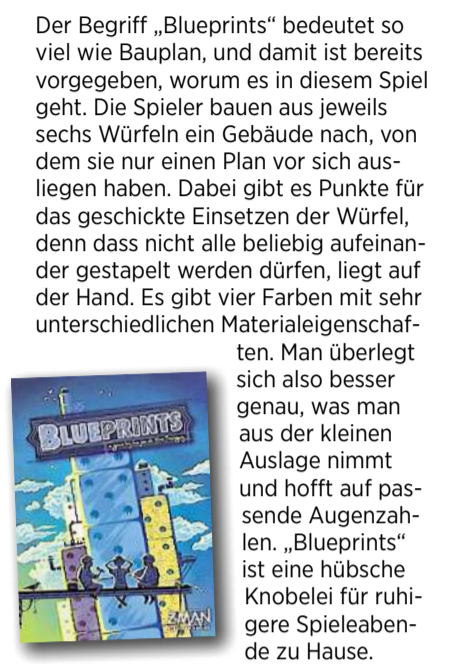 Der Begriff „Blueprints“ bedeutet so
viel wie Bauplan, und damit ist bereits
vorgegeben, worum es in diesem Spiel
geht. Die Spieler bauen aus jeweils
sechs Würfeln ein Gebäude nach, von
dem sie nur einen Plan vor sich aus-
liegen haben. Dabei gibt es Punkte für
das geschickte Einsetzen der Würfel,
denn dass nicht alle beliebig aufeinan-
der gestapelt werden dürfen, liegt auf
der Hand. Es gibt vier Farben mit sehr
unterschiedlichen Materialeigenschaf-
ten. Man überlegt
sich also besser
genau, was man
aus der kleinen
Auslage nimmt
und hofft auf pas-
sende Augenzah-
len. „Blueprints“
ist eine hübsche
Knobelei für ruhi-
gere Spieleaben-
de zu Hause.
BLUEPRINTS
Z-MAN